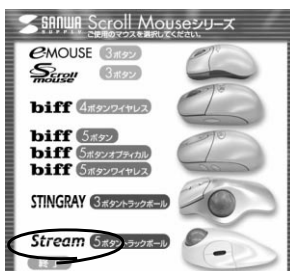 SANWA SUPPLY Scroll Mouseシリーズ
ご使用のマウスを選択してください。
eMOUSE 3ボタン
Scroll mouse 3ボタン
biff 4ボタンワイヤレス
biff 5ボタン
biff 5ボタンオプティカル
biff 5ボタンワイヤレス
STINGRAY 3ボタントラックボール
Stream 5ボタントラックボール
終了